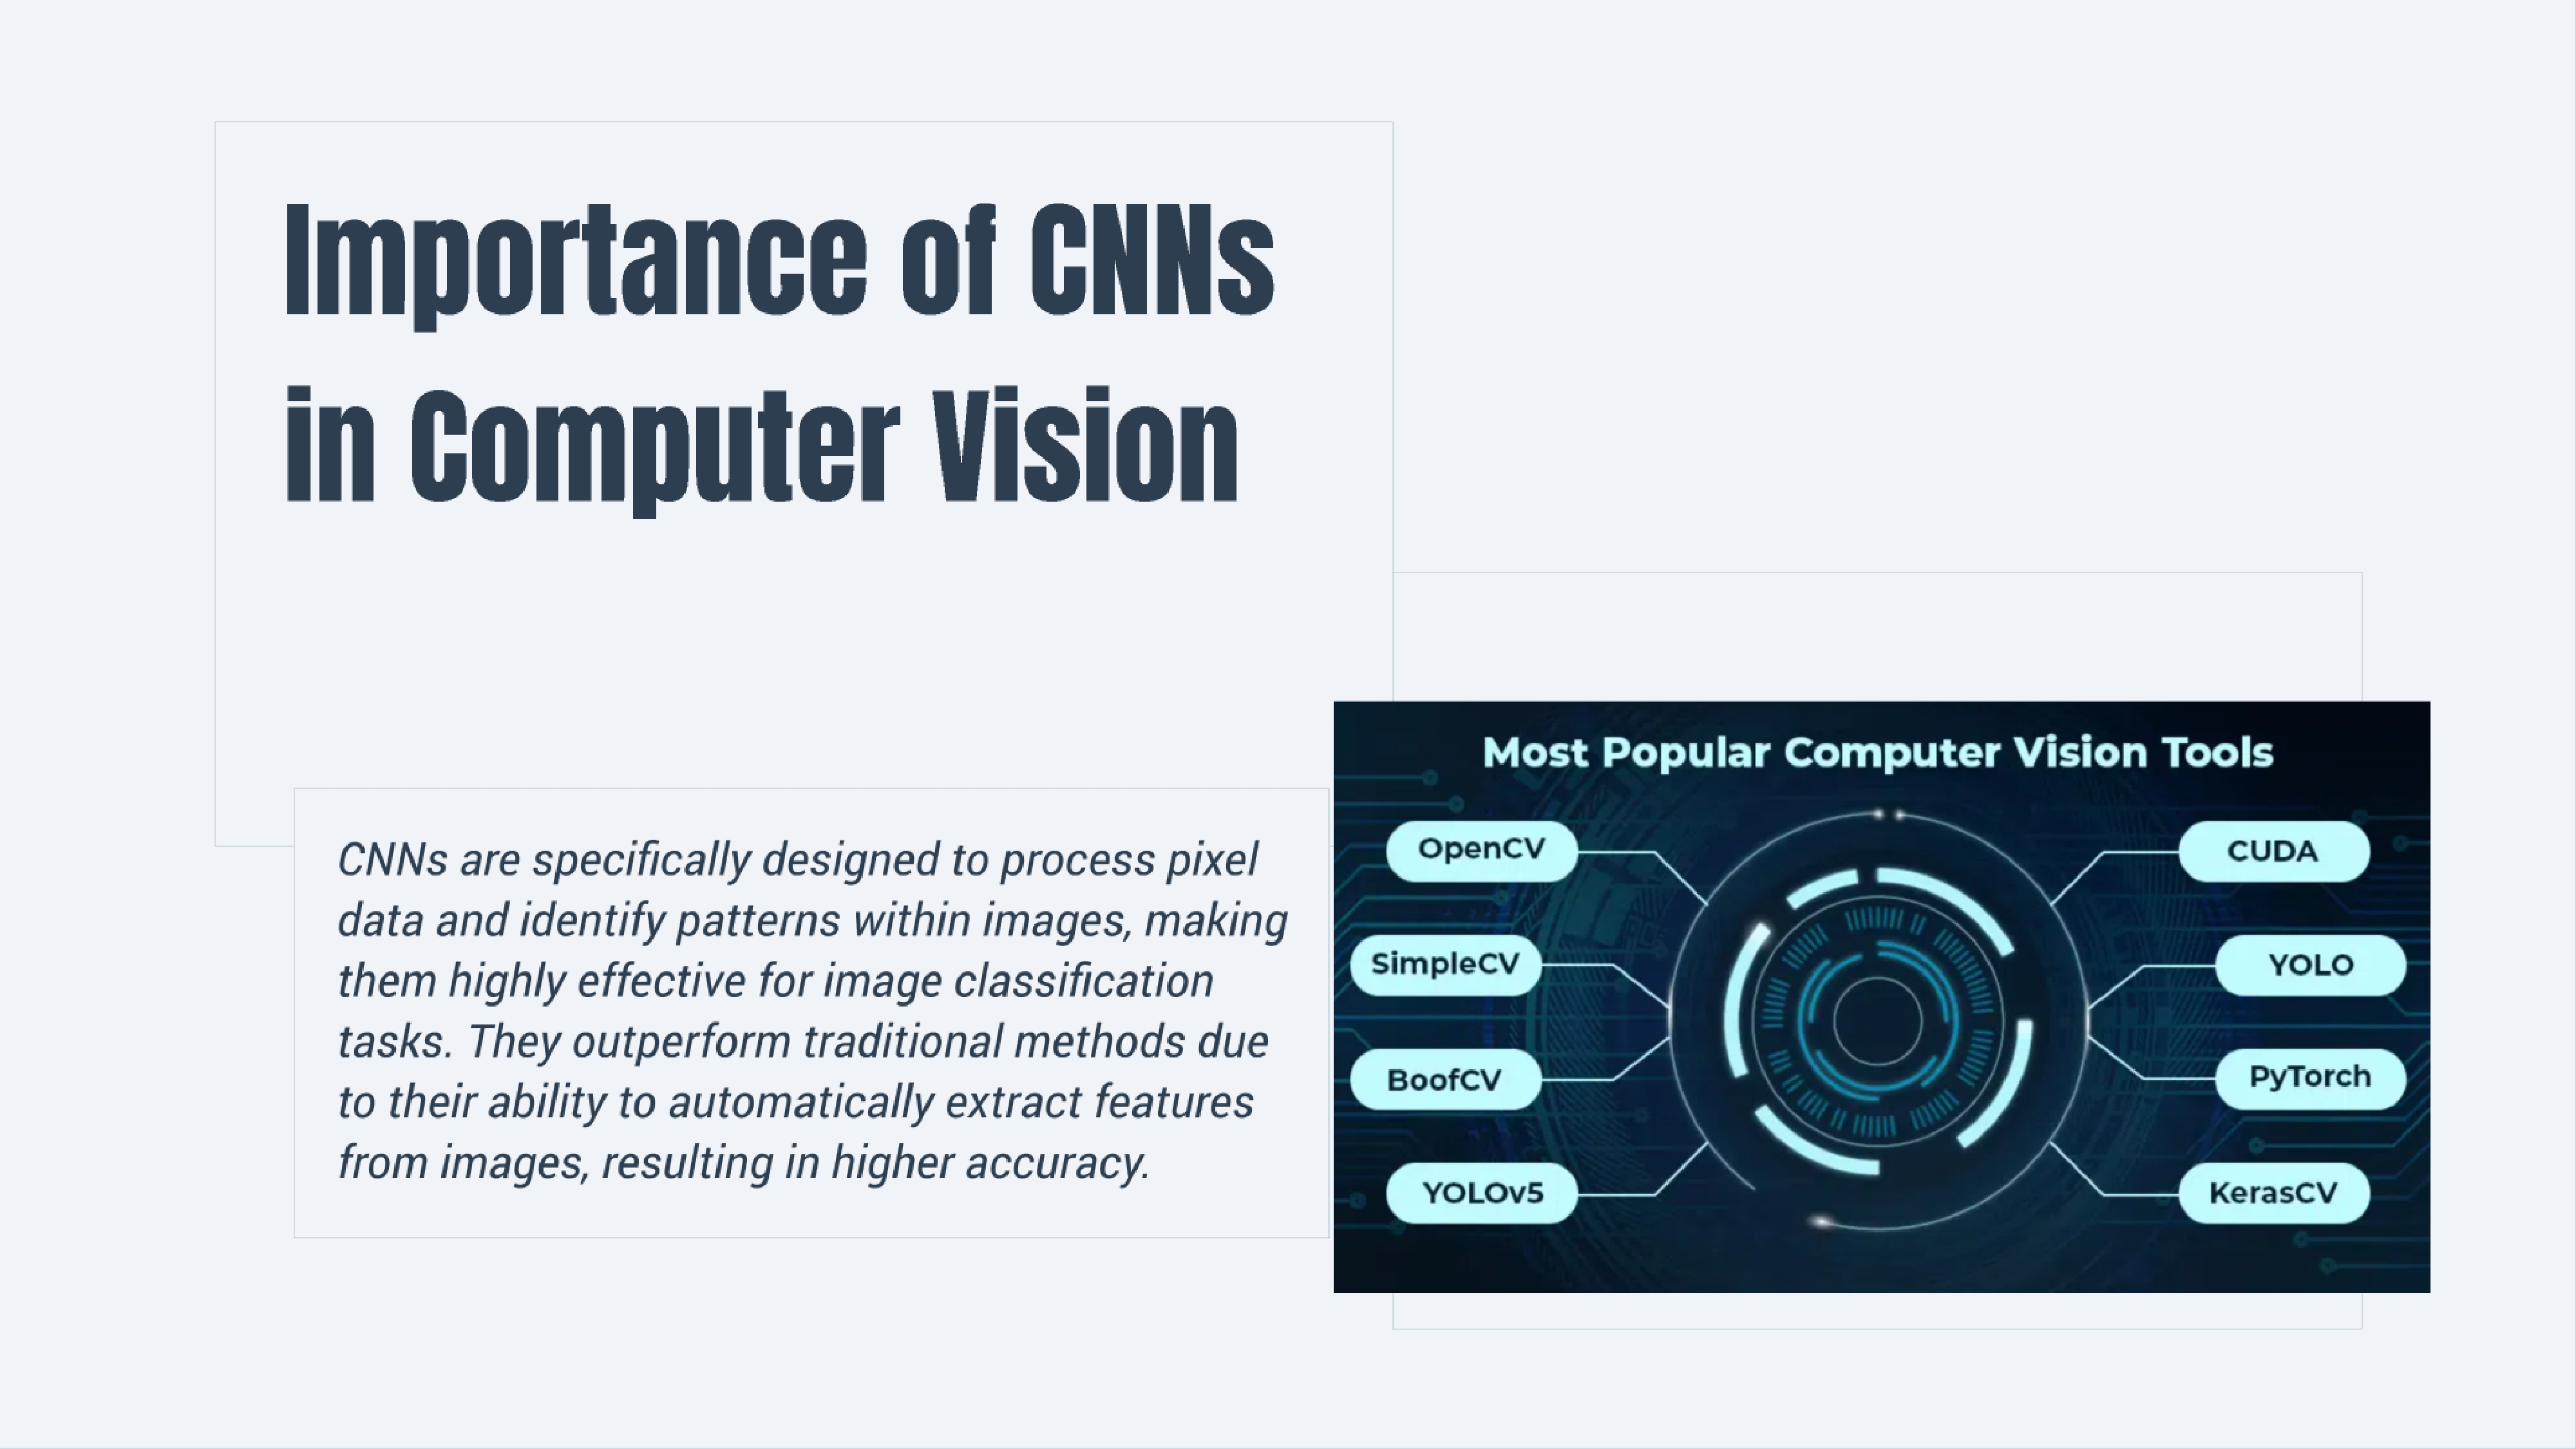 Importance of CNNs
in Computer Vision
CNNs are specifically designed to process pixel
data and identify patterns within images, making
them highly effective for image classification
tasks. They outperform traditional methods due
to their ability to automatically extract features
from images, resulting in higher accuracy.
Most Popular Computer Vision Tools
OpenCV
SimpleCV
BoofCV
YOLOv5
CUDA
YOLO
PyTorch
KerasCV